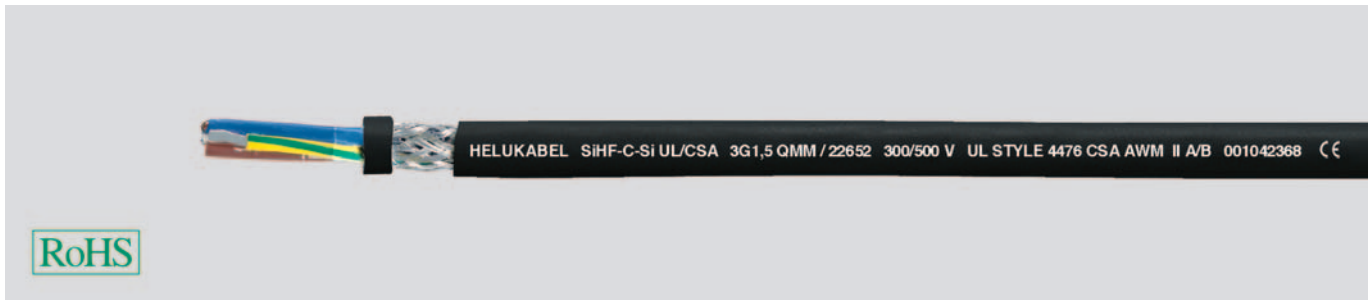 HELUKABEL SiHF-C-Si UL/CSA 3G1,5 QMM / 22652 300/500 V UL STYLE 4476 CSA AWM II A/B 001042368 CE
RoHS